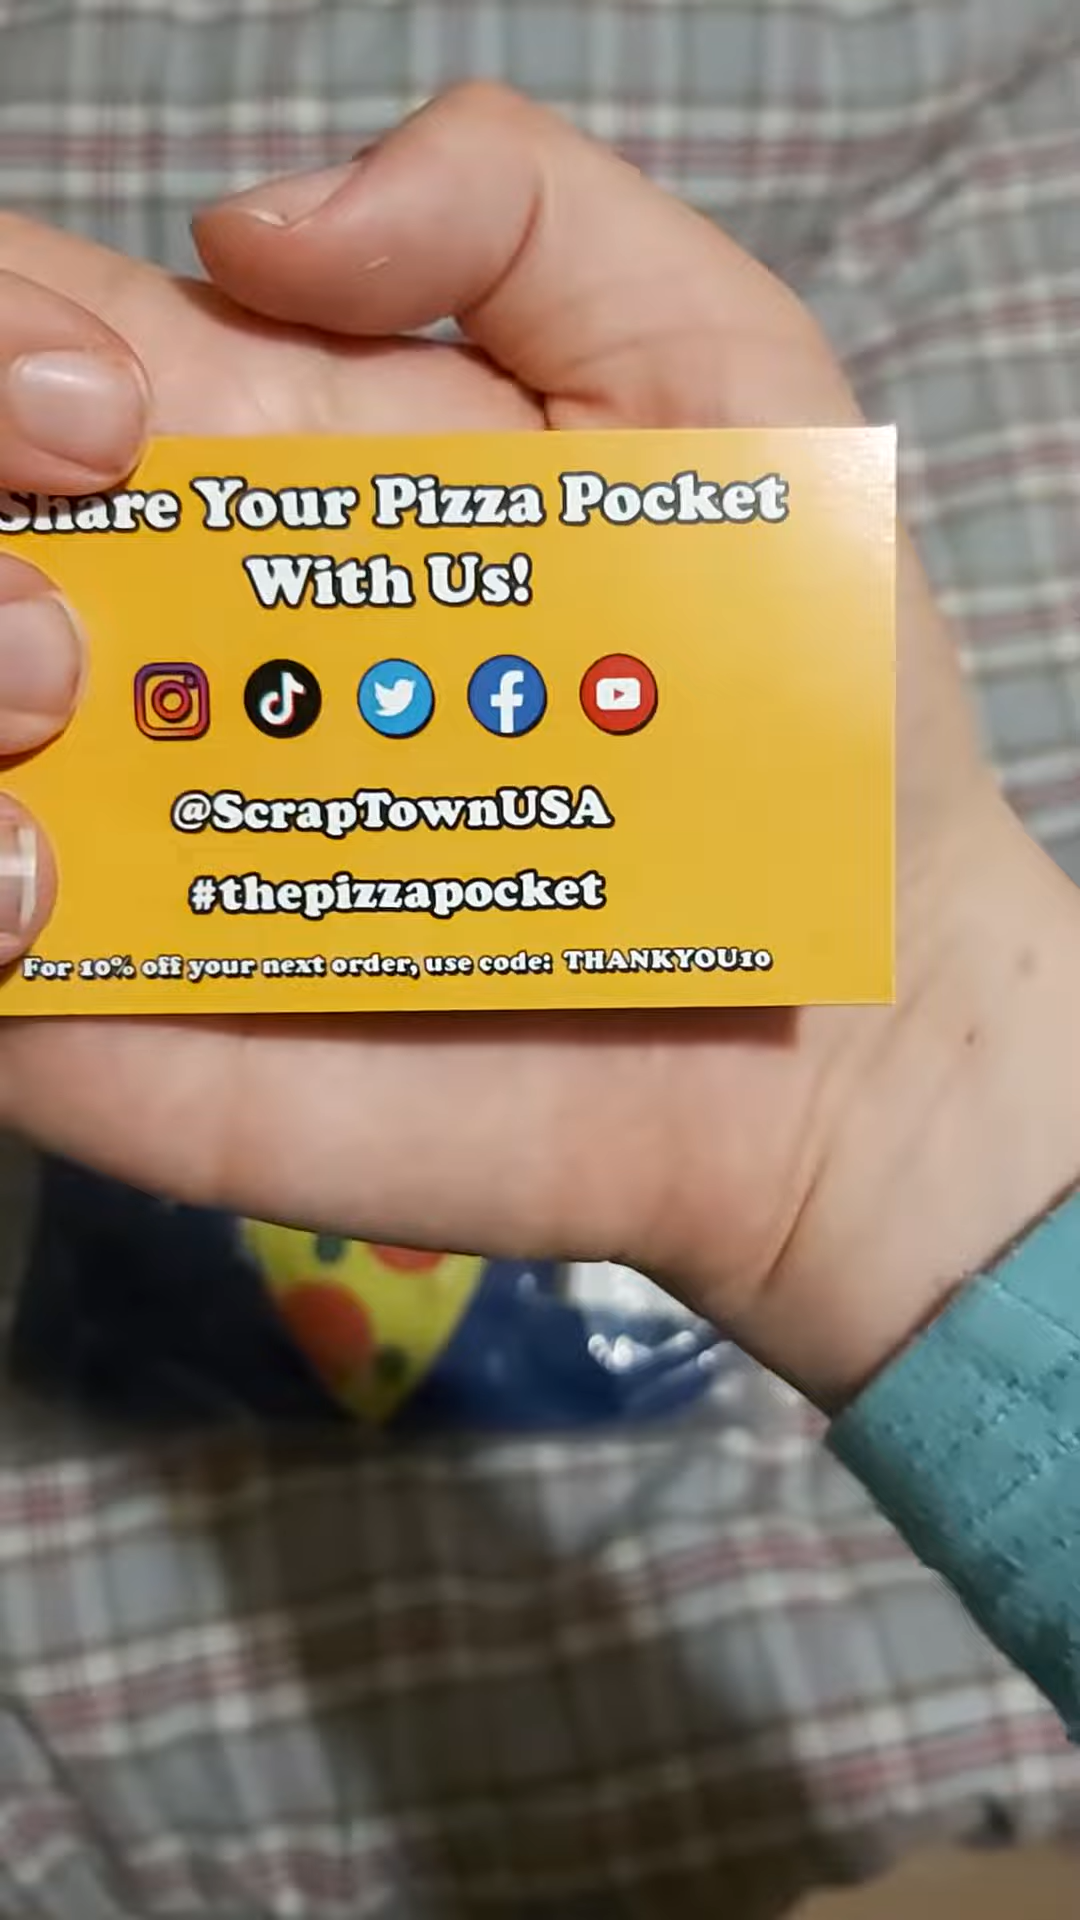 Share Your Pizza Pocket
With Us!
@ScrapTownUSA
#thepizzapocket
For 10% off your next order, use code: THANKYOU10